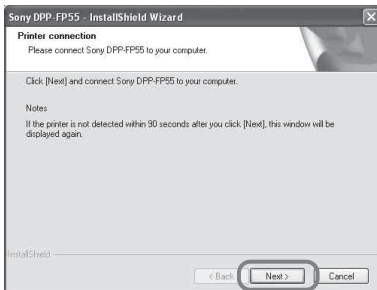 Sony DPP-FP55 - InstallShield Wizard
Printer connection
Please connect Sony DPP-FP55 to your computer.
Click [Next] and connect Sony DPP-FP55 to your computer.
Notes
If the printer is not detected within 90 seconds after you click [Next], this window will be
displayed again.
InstallShield
< Back Next > Cancel